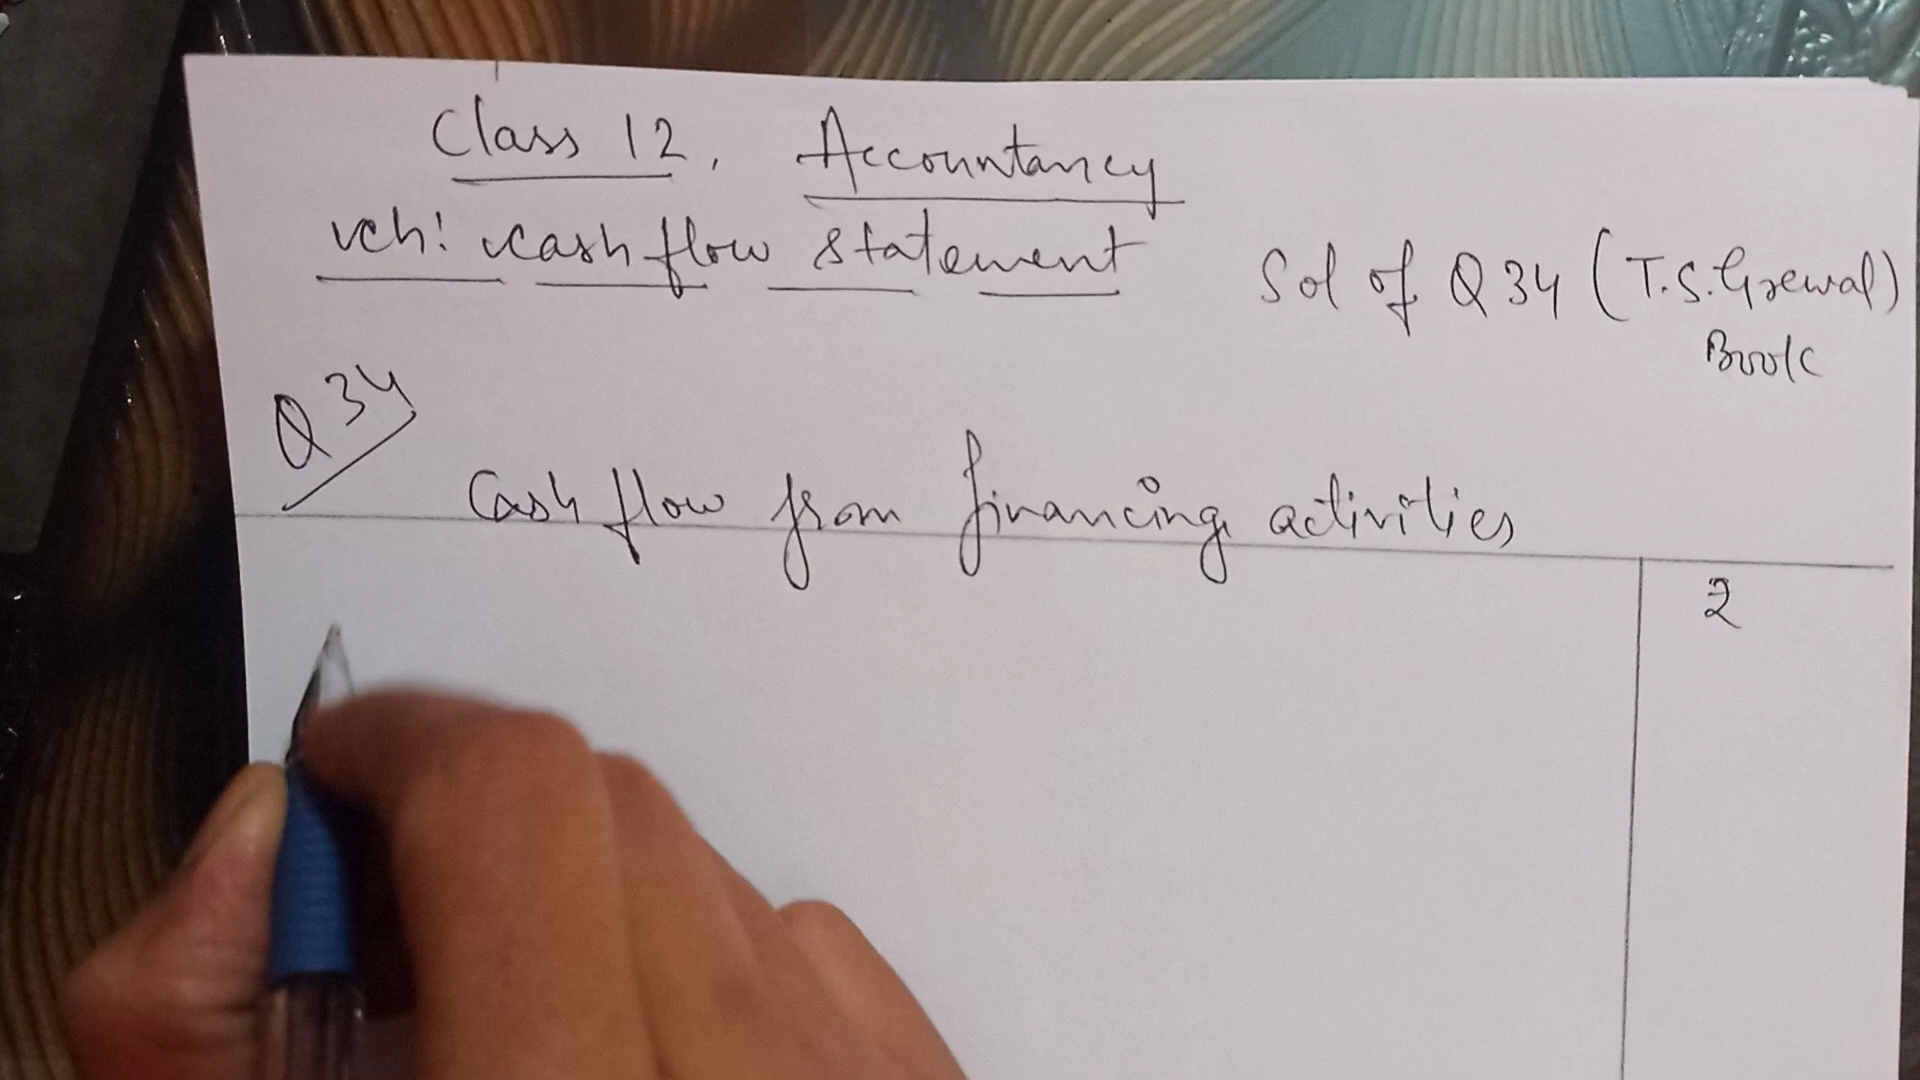 Class 12, Accountancy
ch: cash flow statement
Sol of Q 34 (T.S. Grewal)
Book
Q 34
Cash flow from financing activities
₹